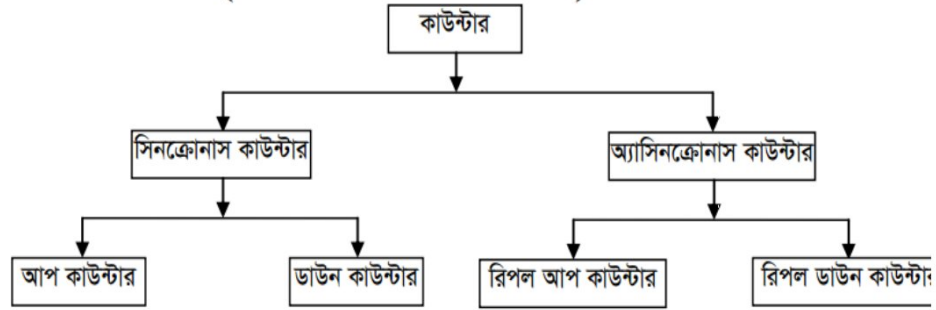 কাউন্টার
সিনক্রোনাস কাউন্টার
অ্যাসিনক্রোনাস কাউন্টার
আপ কাউন্টার
ডাউন কাউন্টার
রিপল আপ কাউন্টার
রিপল ডাউন কাউন্টার